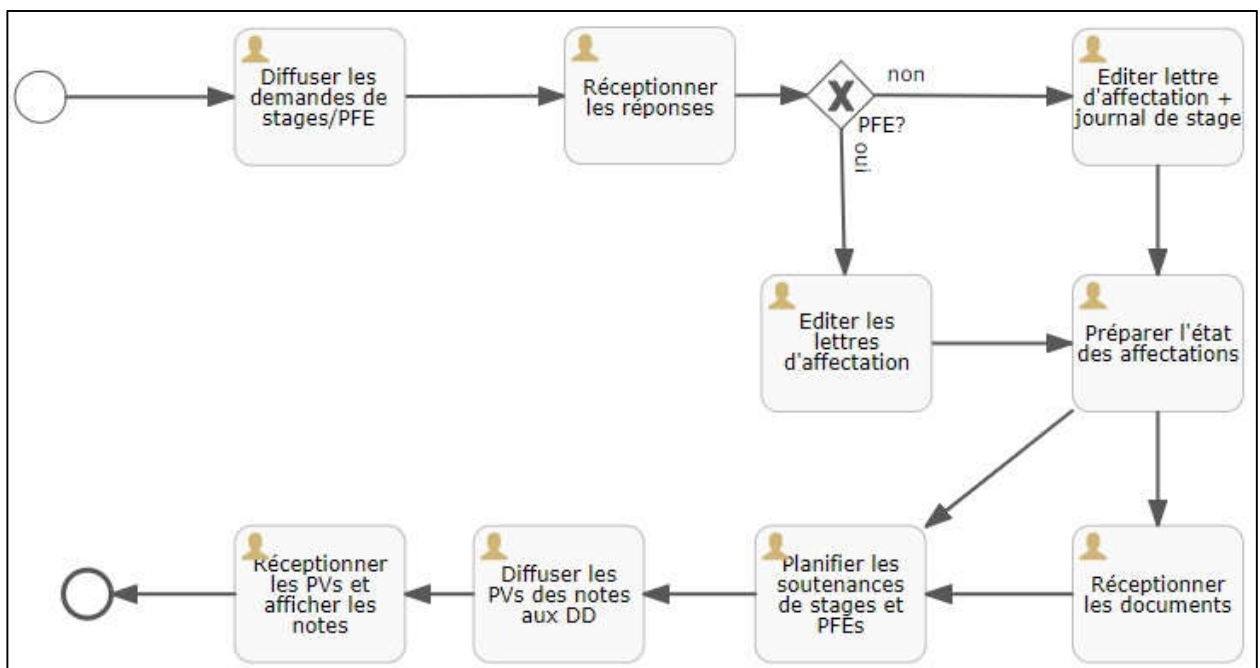 Diffuser les
demandes de
stages/PFE
Réceptionner
les réponses
non
PFE?
oui
Editer lettre
d'affectation +
journal de stage
Editer les
lettres
d'affectation
Préparer l'état
des affectations
Réceptionner
les PVs et
afficher les
notes
Diffuser les
PVs des notes
aux DD
Planifier les
soutenances
de stages et
PFEs
Réceptionner
les documents